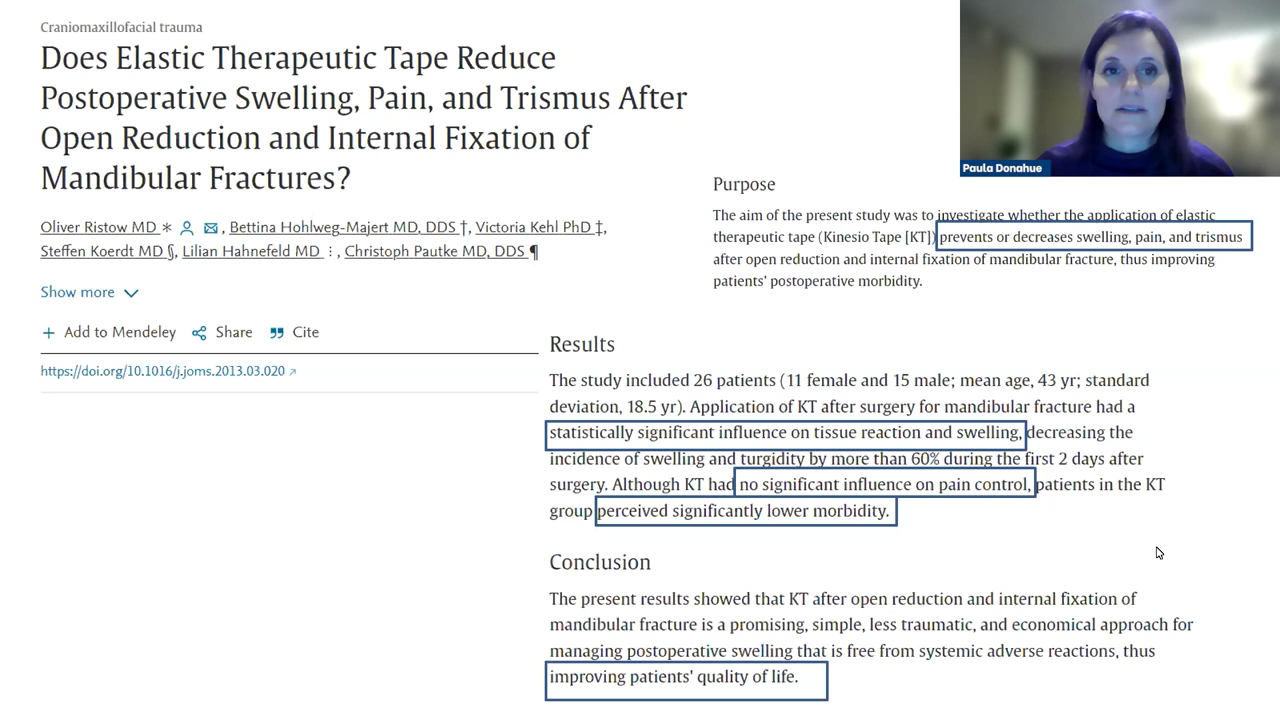 Craniomaxillofacial trauma
Does Elastic Therapeutic Tape Reduce
Postoperative Swelling, Pain, and Trismus After
Open Reduction and Internal Fixation of
Mandibular Fractures?
Oliver Ristow MD ∗ , Bettina Hohlweg-Majert MD, DDS †, Victoria Kehl PhD ‡,
Steffen Koerdt MD §, Lilian Hahnefeld MD ⋮, Christoph Pautke MD, DDS ¶
Show more
+ Add to Mendeley Share Cite
https://doi.org/10.1016/j.joms.2013.03.020 ↗
Paula Donahue
Purpose
The aim of the present study was to investigate whether the application of elastic
therapeutic tape (Kinesio Tape [KT]) prevents or decreases swelling, pain, and trismus
after open reduction and internal fixation of mandibular fracture, thus improving
patients’ postoperative morbidity.
Results
The study included 26 patients (11 female and 15 male; mean age, 43 yr; standard
deviation, 18.5 yr). Application of KT after surgery for mandibular fracture had a
statistically significant influence on tissue reaction and swelling, decreasing the
incidence of swelling and turgidity by more than 60% during the first 2 days after
surgery. Although KT had no significant influence on pain control, patients in the KT
group perceived significantly lower morbidity.
Conclusion
The present results showed that KT after open reduction and internal fixation of
mandibular fracture is a promising, simple, less traumatic, and economical approach for
managing postoperative swelling that is free from systemic adverse reactions, thus
improving patients’ quality of life.